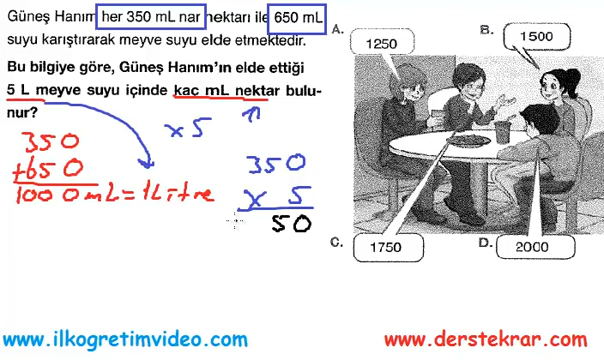 Güneş Hanım her 350 mL nar nektarı ile 650 mL
suyu karıştırarak meyve suyu elde etmektedir.
Bu bilgiye göre, Güneş Hanım'ın elde ettiği
5 L meyve suyu içinde kaç mL nektar bulu-
nur?
350
+650
1000 mL = 1 Litre
x5
350
x 5
50
A.
1250
B.
1500
C.
1750
D.
2000
www.ilkogretimvideo.com
www.derstekrar.com